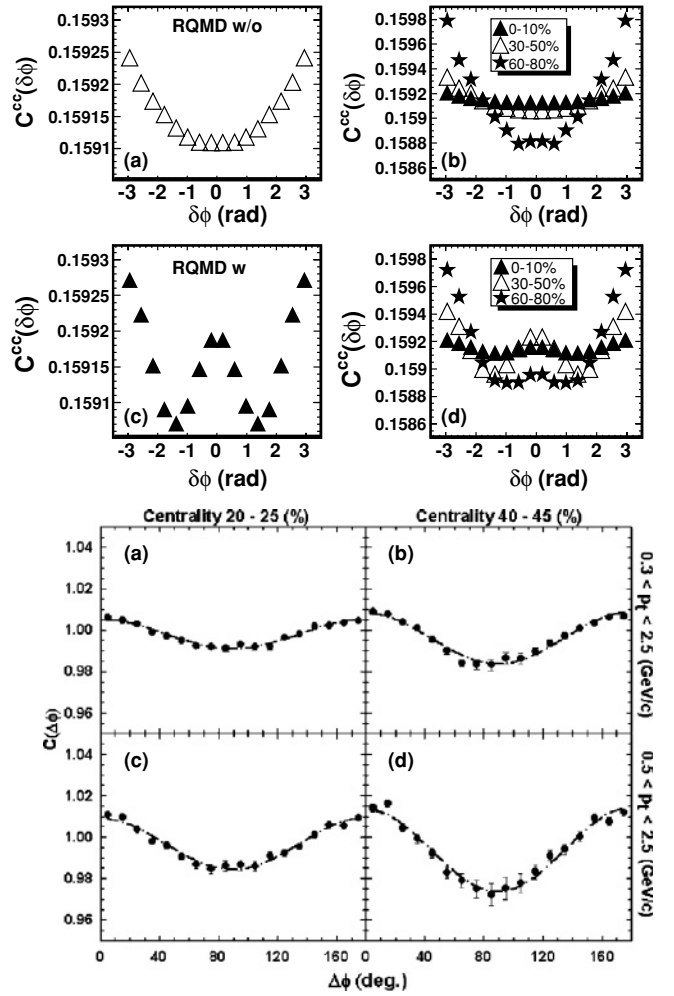 0.1593
0.15925
0.1592
0.15915
0.1591
C^cc(δϕ)
RQMD w/o
(a)
-3 -2 -1 0 1 2 3
δϕ (rad)
0.1598
0.1596
0.1594
0.1592
0.159
0.1588
0.1586
C^cc(δϕ)
0-10%
30-50%
60-80%
(b)
-3 -2 -1 0 1 2 3
δϕ (rad)
0.1593
0.15925
0.1592
0.15915
0.1591
C^cc(δϕ)
RQMD w
(c)
-3 -2 -1 0 1 2 3
δϕ (rad)
0.1598
0.1596
0.1594
0.1592
0.159
0.1588
0.1586
C^cc(δϕ)
0-10%
30-50%
60-80%
(d)
-3 -2 -1 0 1 2 3
δϕ (rad)
Centrality 20 - 25 (%)
Centrality 40 - 45 (%)
1.04
1.02
1.00
0.98
0.96
(a)
(b)
0.3 < pt < 2.5 (GeV/c)
C(Δϕ)
1.04
1.02
1.00
0.98
0.96
(c)
(d)
0.5 < pt < 2.5 (GeV/c)
0 40 80 120 160
0 40 80 120 160
Δϕ (deg.)